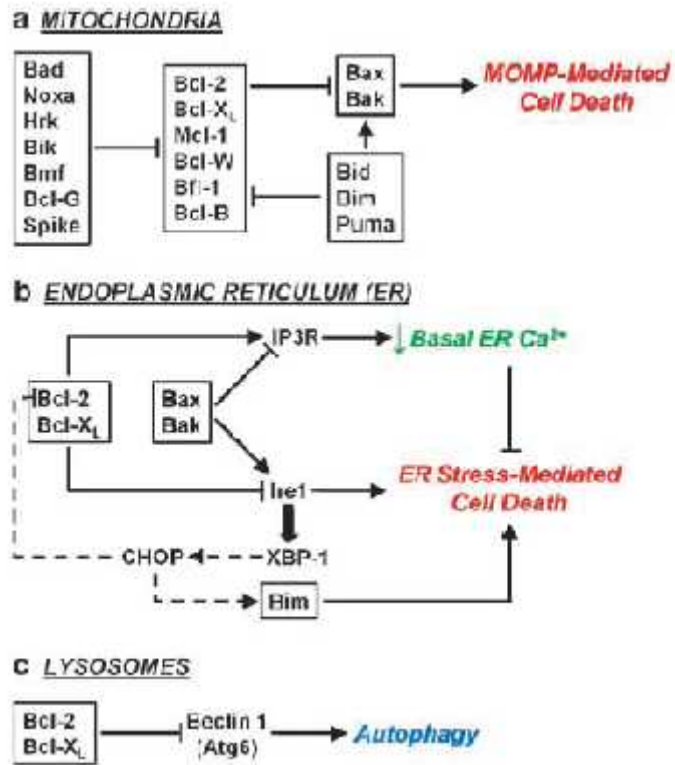 a MITOCHONDRIA
Bad
Noxa
Hrk
Bik
Bmf
Bcl-G
Spike
Bcl-2
Bcl-XL
Mcl-1
Bcl-W
Bfl-1
Bcl-B
Bax
Bak
Bid
Bim
Puma
MOMP-Mediated
Cell Death
b ENDOPLASMIC RETICULUM (ER)
IP3R
↓ Basal ER Ca²⁺
Bcl-2
Bcl-XL
Bax
Bak
Ire1
ER Stress-Mediated
Cell Death
CHOP
XBP-1
Bim
c LYSOSOMES
Bcl-2
Bcl-XL
Beclin 1
(Atg6)
Autophagy